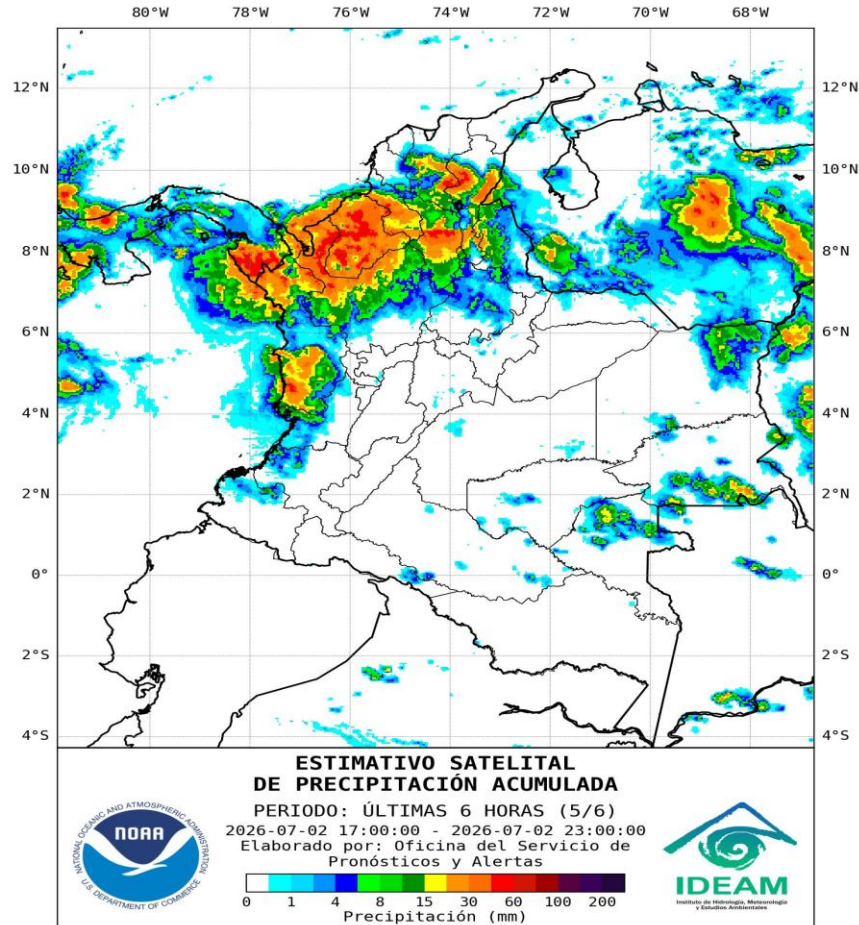 80°W 78°W 76°W 74°W 72°W 70°W 68°W
12°N 12°N
10°N 10°N
8°N 8°N
6°N 6°N
4°N 4°N
2°N 2°N
0° 0°
2°S 2°S
4°S 4°S
ESTIMATIVO SATELITAL
DE PRECIPITACIÓN ACUMULADA
PERIODO: ÚLTIMAS 6 HORAS (5/6)
2026-07-02 17:00:00 - 2026-07-02 23:00:00
Elaborado por: Oficina del Servicio de
Pronósticos y Alertas
0 1 4 8 15 30 60 100 200
Precipitación (mm)
NATIONAL OCEANIC AND ATMOSPHERIC ADMINISTRATION
NOAA
U.S. DEPARTMENT OF COMMERCE
IDEAM
Instituto de Hidrología, Meteorología
y Estudios Ambientales